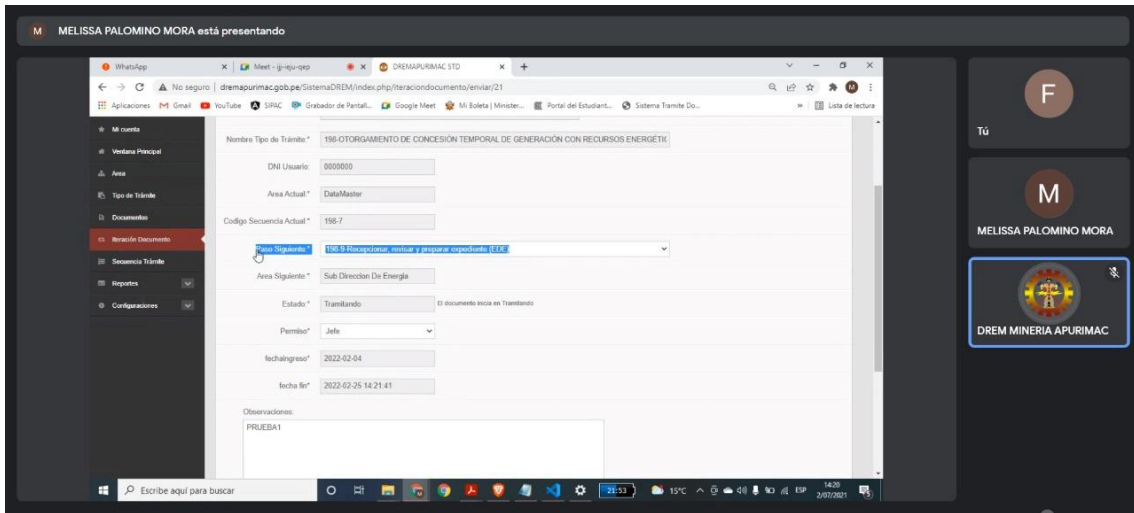 M MELISSA PALOMINO MORA está presentando
WhatsApp
Meet - ijj-ieju-qep
DREMAPURIMAC STD
No seguro | dremapurimac.gob.pe/SistemaDREM/index.php/iteraciondocumento/enviar/21
Aplicaciones Gmail YouTube SIPAC Grabador de Pantall... Google Meet Mi Boleta | Minister... Portal del Estudiant... Sistema Tramite Do... » Lista de lectura
Mi cuenta
Ventana Principal
Area
Tipo de Trámite
Documentos
Iteración Documento
Secuencia Trámite
Reportes
Configuraciones
Nombre Tipo de Trámite:* 198-OTORGAMIENTO DE CONCESIÓN TEMPORAL DE GENERACIÓN CON RECURSOS ENERGÉTIC
DNI Usuario: 0000000
Area Actual:* DataMaster
Codigo Secuencia Actual:* 198-7
Paso Siguiente:* 198-9-Recepcionar, revisar y preparar expediente (EDE)
Area Siguiente:* Sub Direccion De Energia
Estado:* Tramitando El documento inicia en Tramitando
Permiso* Jefe
fechaingreso* 2022-02-04
fecha fin* 2022-02-25 14:21:41
Observaciones:
PRUEBA1
Escribe aquí para buscar
21:53
15°C
ESP
14:20
2/07/2021
F
Tú
M
MELISSA PALOMINO MORA
DREM MINERIA APURIMAC